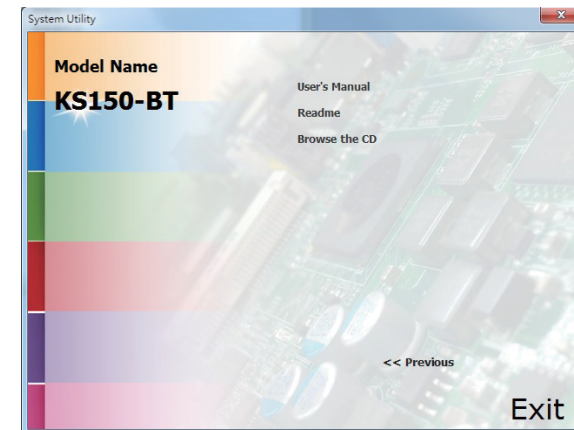 System Utility
Model Name
KS150-BT
User's Manual
Readme
Browse the CD
<< Previous
Exit